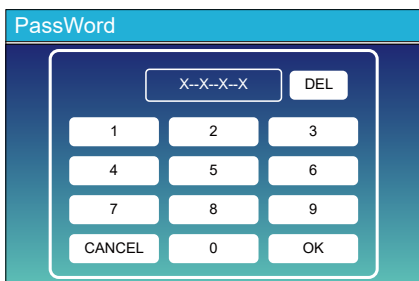 PassWord
X--X--X--X DEL
1 2 3
4 5 6
7 8 9
CANCEL 0 OK